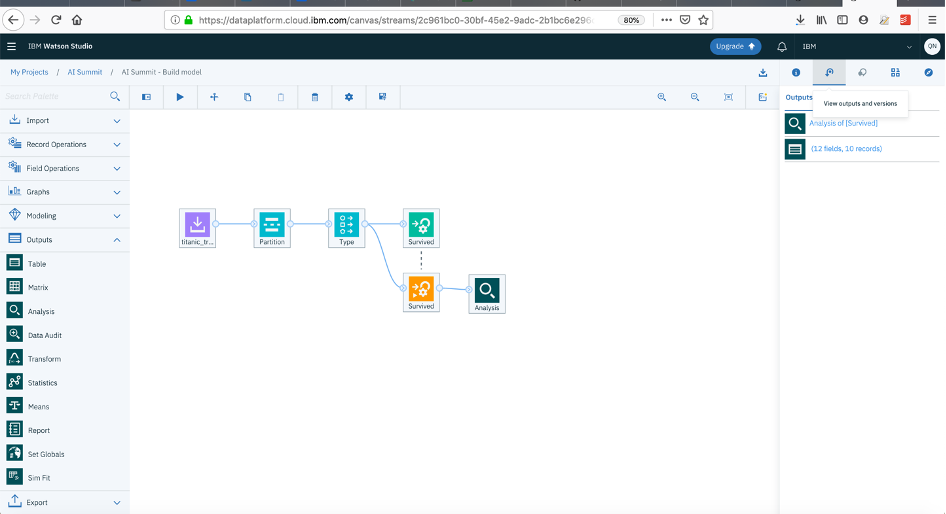 https://dataplatform.cloud.ibm.com/canvas/streams/2c961bc0-30bf-45e2-9adc-2b1bc6e296
80%
IBM Watson Studio
Upgrade
IBM
QN
My Projects / AI Summit / AI Summit - Build model
Search Palette
Import
Record Operations
Field Operations
Graphs
Modeling
Outputs
Table
Matrix
Analysis
Data Audit
Transform
Statistics
Means
Report
Set Globals
Sim Fit
Export
titanic_tr...
Partition
Type
Survived
Survived
Analysis
Outputs
View outputs and versions
Analysis of [Survived]
(12 fields, 10 records)